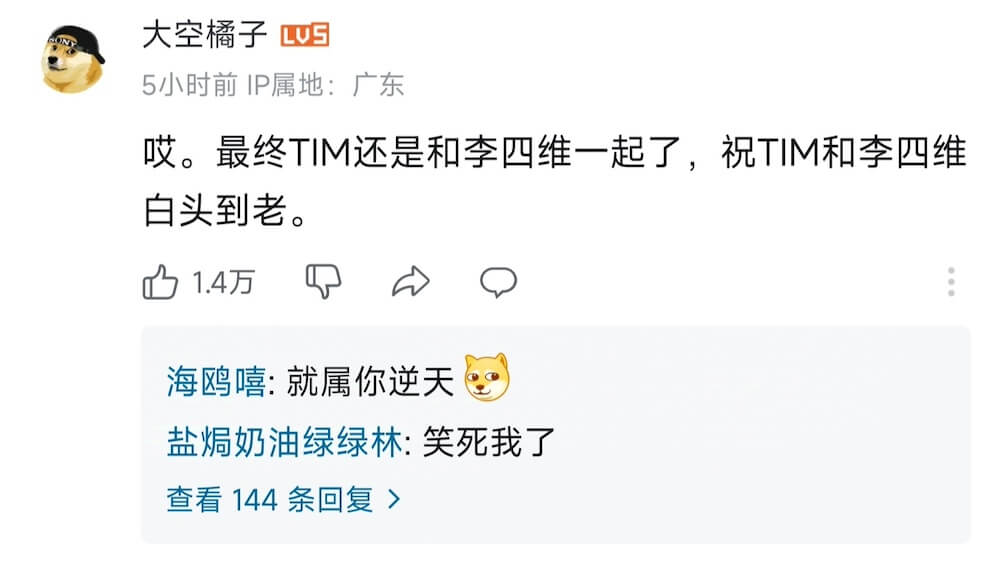 大空橘子 LV5
5小时前 IP属地：广东
哎。最终TIM还是和李四维一起了，祝TIM和李四维
白头到老。
1.4万
海鸥嘻: 就属你逆天
盐焗奶油绿绿林: 笑死我了
查看 144 条回复 >
SONY